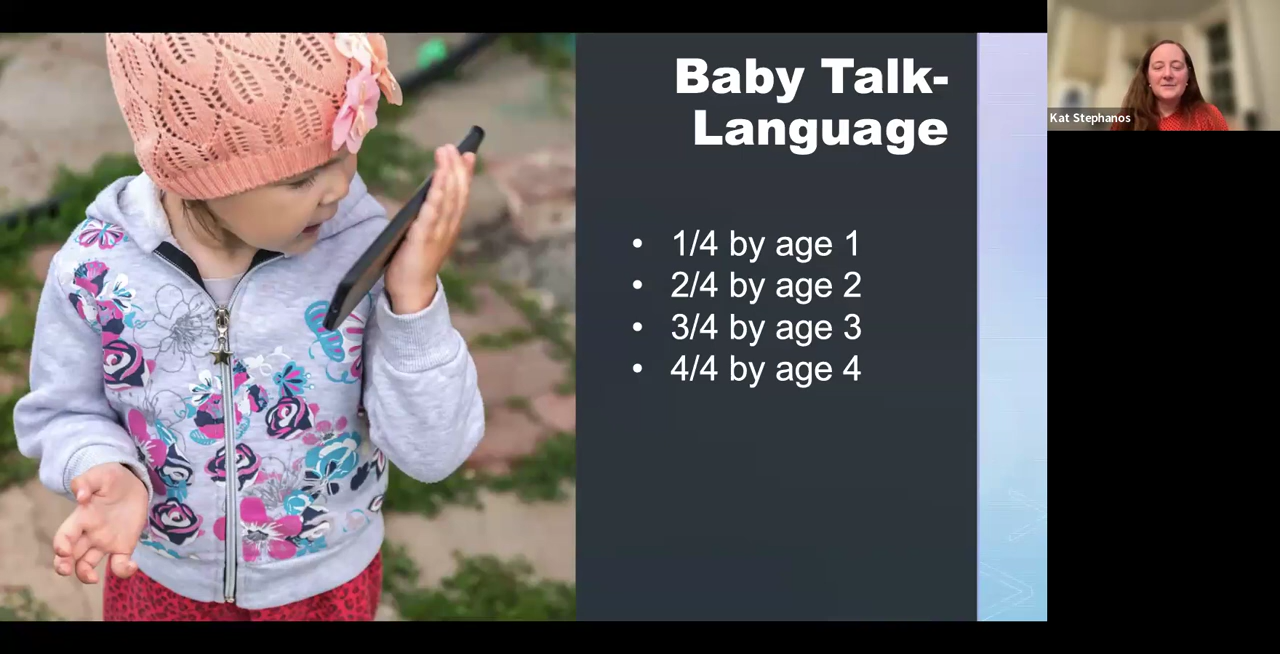 Baby Talk-
Language
• 1/4 by age 1
• 2/4 by age 2
• 3/4 by age 3
• 4/4 by age 4
Kat Stephanos